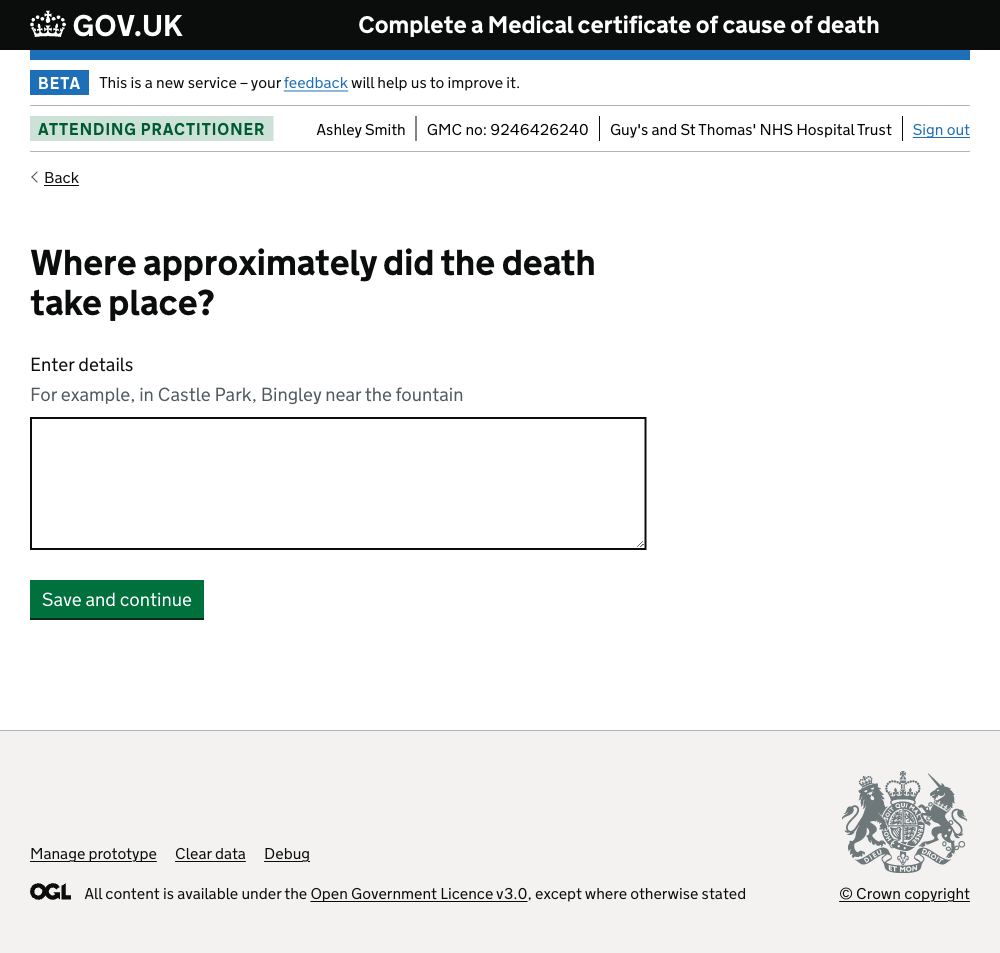 GOV.UK Complete a Medical certificate of cause of death
BETA This is a new service – your feedback will help us to improve it.
ATTENDING PRACTITIONER Ashley Smith GMC no: 9246426240 Guy's and St Thomas' NHS Hospital Trust Sign out
Back
Where approximately did the death
take place?
Enter details
For example, in Castle Park, Bingley near the fountain
Save and continue
DIEU ET MON DROIT
Manage prototype Clear data Debug
OGL All content is available under the Open Government Licence v3.0, except where otherwise stated © Crown copyright